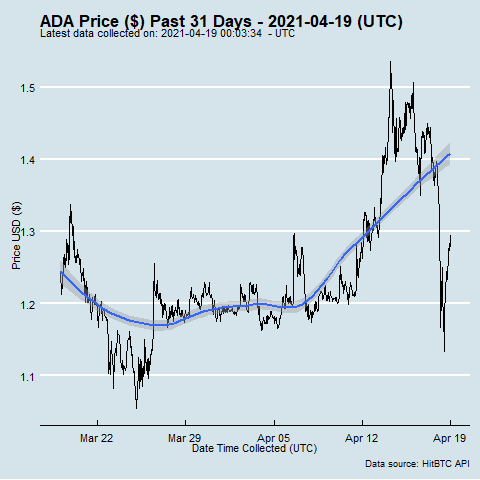 ADA Price ($) Past 31 Days - 2021-04-19 (UTC)
Latest data collected on: 2021-04-19 00:03:34 - UTC
1.5
1.4
1.3
1.2
1.1
Price USD ($)
Mar 22
Mar 29
Apr 05
Apr 12
Apr 19
Date Time Collected (UTC)
Data source: HitBTC API